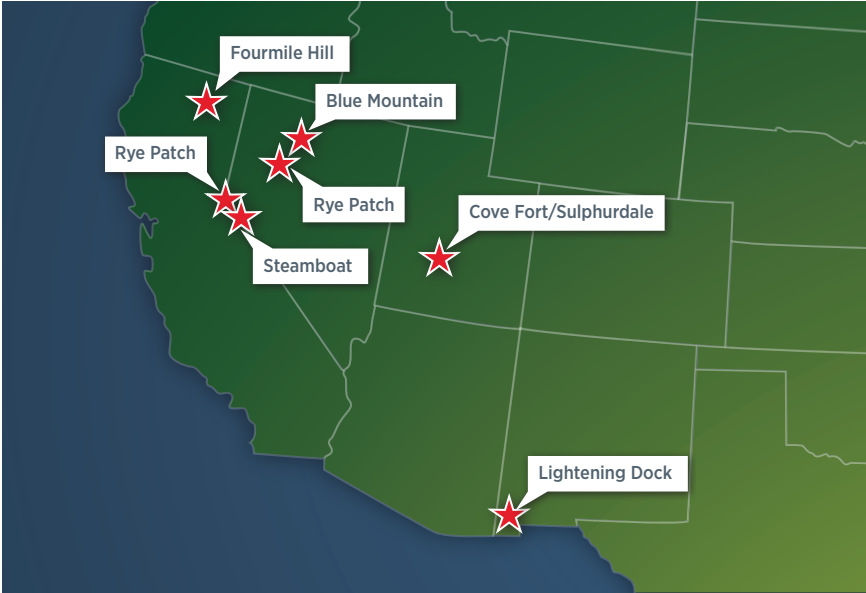 Fourmile Hill
Blue Mountain
Rye Patch
Rye Patch
Cove Fort/Sulphurdale
Steamboat
Lightening Dock